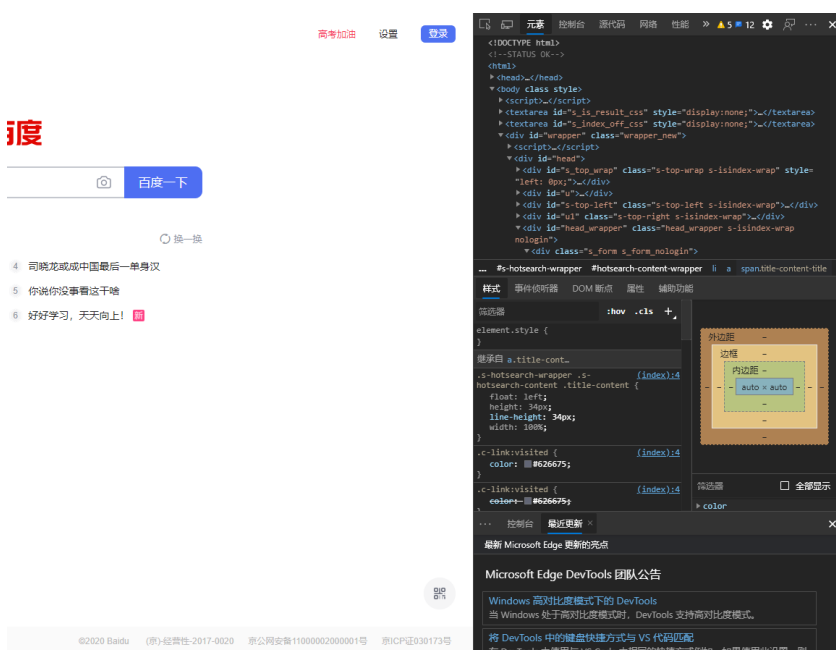 高考加油 设置 登录
百度
百度一下
换一换
4 司晓龙或成中国最后一单身汉
5 你说你没事看这干啥
6 好好学习，天天向上！ 新
©2020 Baidu (京)-经营性-2017-0020 京公网安备11000002000001号 京ICP证030173号
元素 控制台 源代码 网络 性能 » 5 12 ···
<!DOCTYPE html>
<!--STATUS OK-->
<html>
<head>…</head>
<body class style>
<script>…</script>
<textarea id="s_is_result_css" style="display:none;">…</textarea>
<textarea id="s_index_off_css" style="display:none;">…</textarea>
<div id="wrapper" class="wrapper_new">
<script>…</script>
<div id="head">
<div id="s_top_wrap" class="s-top-wrap s-isindex-wrap" style=
"left: 0px;">…</div>
<div id="u">…</div>
<div id="s-top-left" class="s-top-left s-isindex-wrap">…</div>
<div id="u1" class="s-top-right s-isindex-wrap">…</div>
<div id="head_wrapper" class="head_wrapper s-isindex-wrap
nologin">
<div class="s_form s_form_nologin">
… #s-hotsearch-wrapper #hotsearch-content-wrapper li a span.title-content-title
样式 事件侦听器 DOM 断点 属性 辅助功能
筛选器 :hov .cls +
element.style {
}
继承自 a.title-cont…
.s-hotsearch-wrapper .s- (index):4
hotsearch-content .title-content {
float: left;
height: 34px;
line-height: 34px;
width: 100%;
}
.c-link:visited { (index):4
color: #626675;
}
.c-link:visited { (index):4
color: #626675;
外边距 –
边框 –
内边距 –
auto × auto
筛选器 全部显示
color
··· 控制台 最近更新 ×
最新 Microsoft Edge 更新的亮点
Microsoft Edge DevTools 团队公告
Windows 高对比度模式下的 DevTools
当 Windows 处于高对比度模式时，DevTools 支持高对比度模式。
将 DevTools 中的键盘快捷方式与 VS 代码匹配